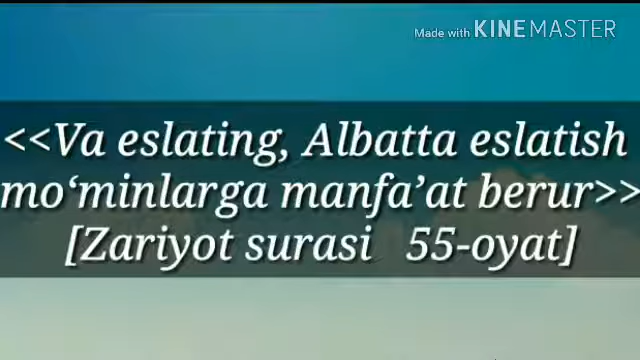 Made with KINEMASTER
<<Va eslating, Albatta eslatish
mo‘minlarga manfa’at berur>>
[Zariyot surasi 55-oyat]